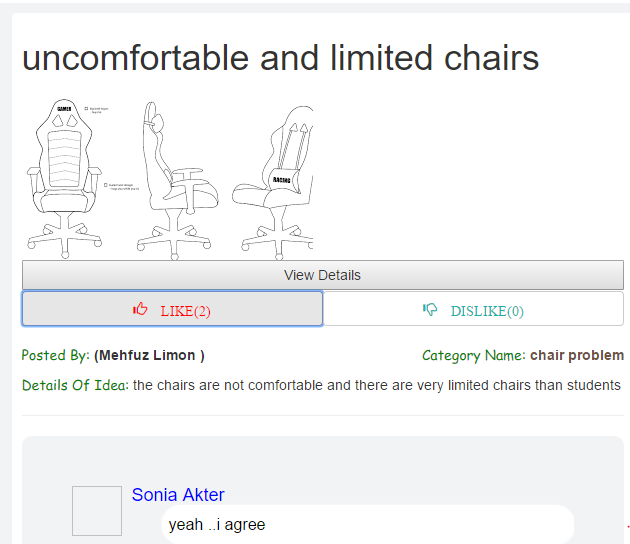 uncomfortable and limited chairs
GAMER
RACING
View Details
LIKE(2)
DISLIKE(0)
Posted By: (Mehfuz Limon )
Category Name: chair problem
Details Of Idea: the chairs are not comfortable and there are very limited chairs than students
Sonia Akter
yeah ..i agree